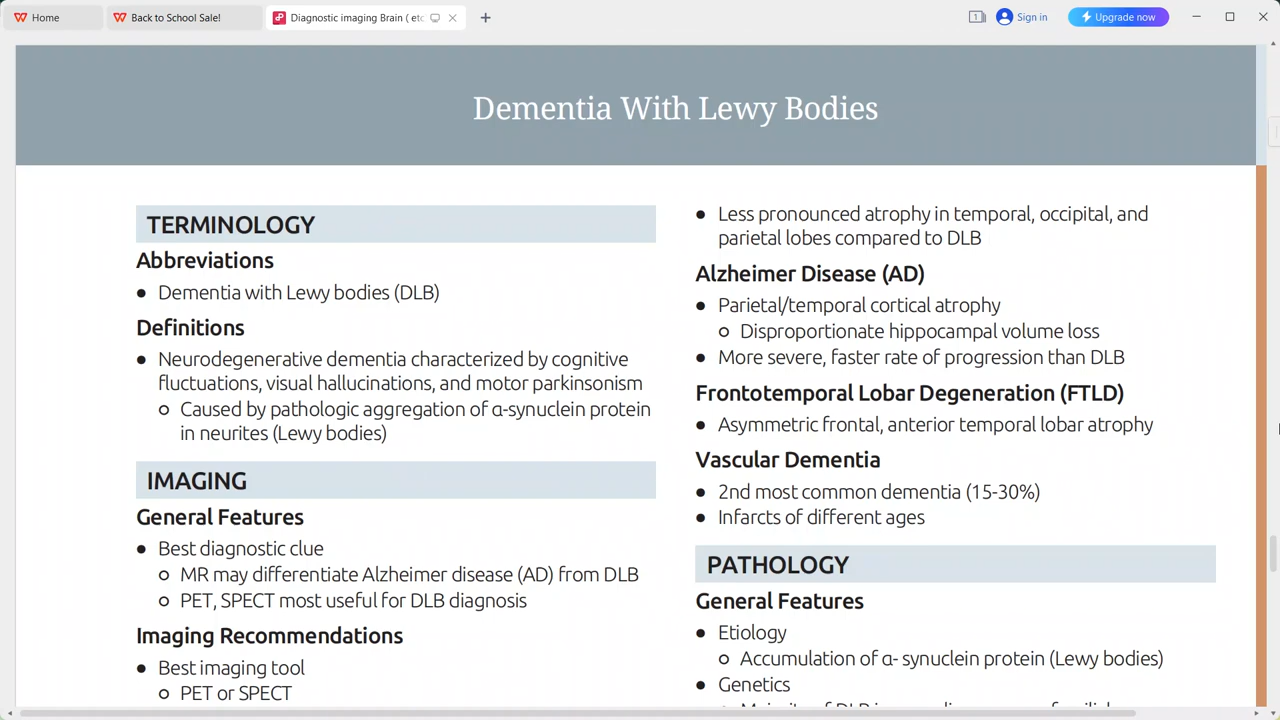 Home
Back to School Sale!
Diagnostic imaging Brain ( etc
Sign in
Upgrade now
Dementia With Lewy Bodies
TERMINOLOGY
Abbreviations
● Dementia with Lewy bodies (DLB)
Definitions
● Neurodegenerative dementia characterized by cognitive
fluctuations, visual hallucinations, and motor parkinsonism
○ Caused by pathologic aggregation of α-synuclein protein
in neurites (Lewy bodies)
IMAGING
General Features
● Best diagnostic clue
○ MR may differentiate Alzheimer disease (AD) from DLB
○ PET, SPECT most useful for DLB diagnosis
Imaging Recommendations
● Best imaging tool
○ PET or SPECT
● Less pronounced atrophy in temporal, occipital, and
parietal lobes compared to DLB
Alzheimer Disease (AD)
● Parietal/temporal cortical atrophy
○ Disproportionate hippocampal volume loss
● More severe, faster rate of progression than DLB
Frontotemporal Lobar Degeneration (FTLD)
● Asymmetric frontal, anterior temporal lobar atrophy
Vascular Dementia
● 2nd most common dementia (15-30%)
● Infarcts of different ages
PATHOLOGY
General Features
● Etiology
○ Accumulation of α- synuclein protein (Lewy bodies)
● Genetics